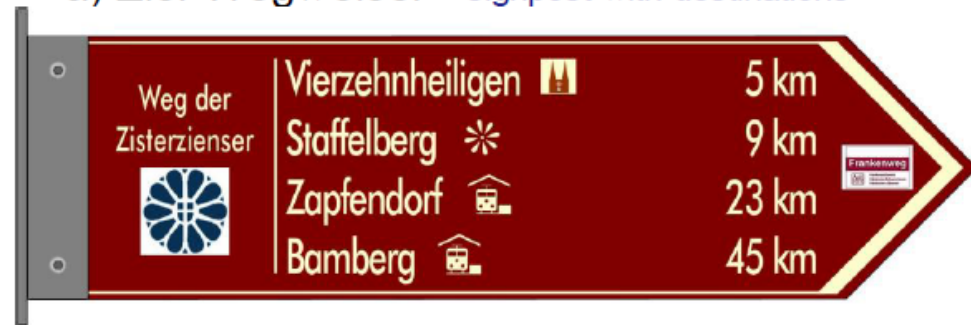 Weg der
Zisterzienser
Vierzehnheiligen 5 km
Staffelberg 9 km
Zapfendorf 23 km
Bamberg 45 km
Frankenweg